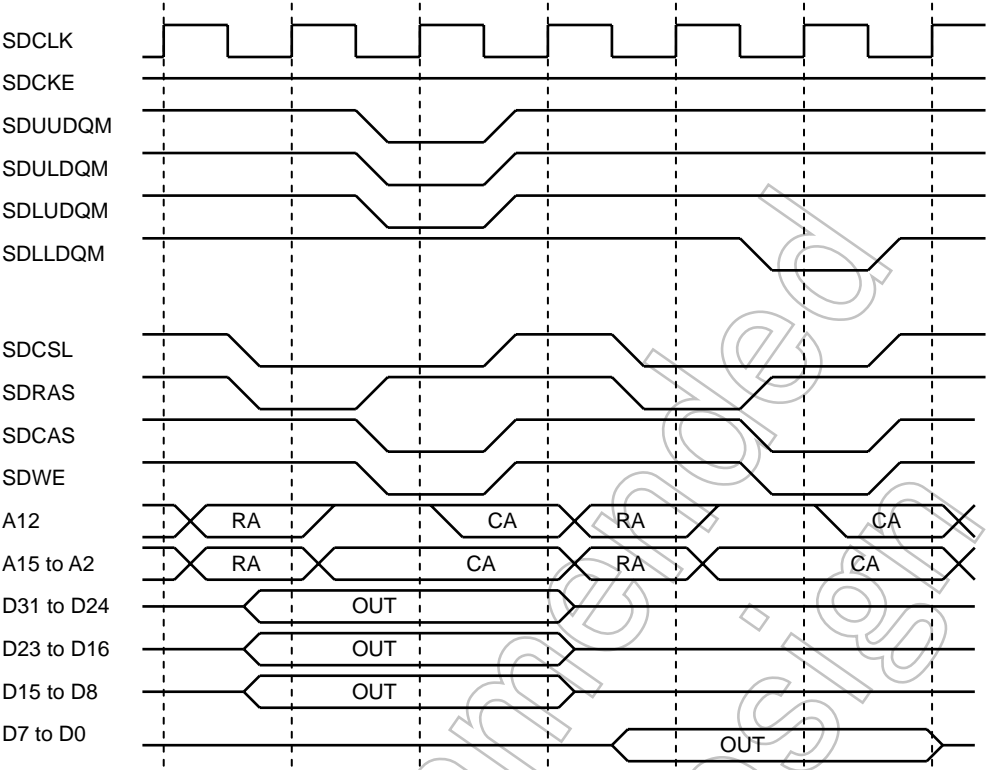 SDCLK
SDCKE
SDUUDQM
SDULDQM
SDLUDQM
SDLLDQM
SDCSL
SDRAS
SDCAS
SDWE
A12 RA CA RA CA
A15 to A2 RA CA RA CA
D31 to D24 OUT
D23 to D16 OUT
D15 to D8 OUT
D7 to D0 OUT